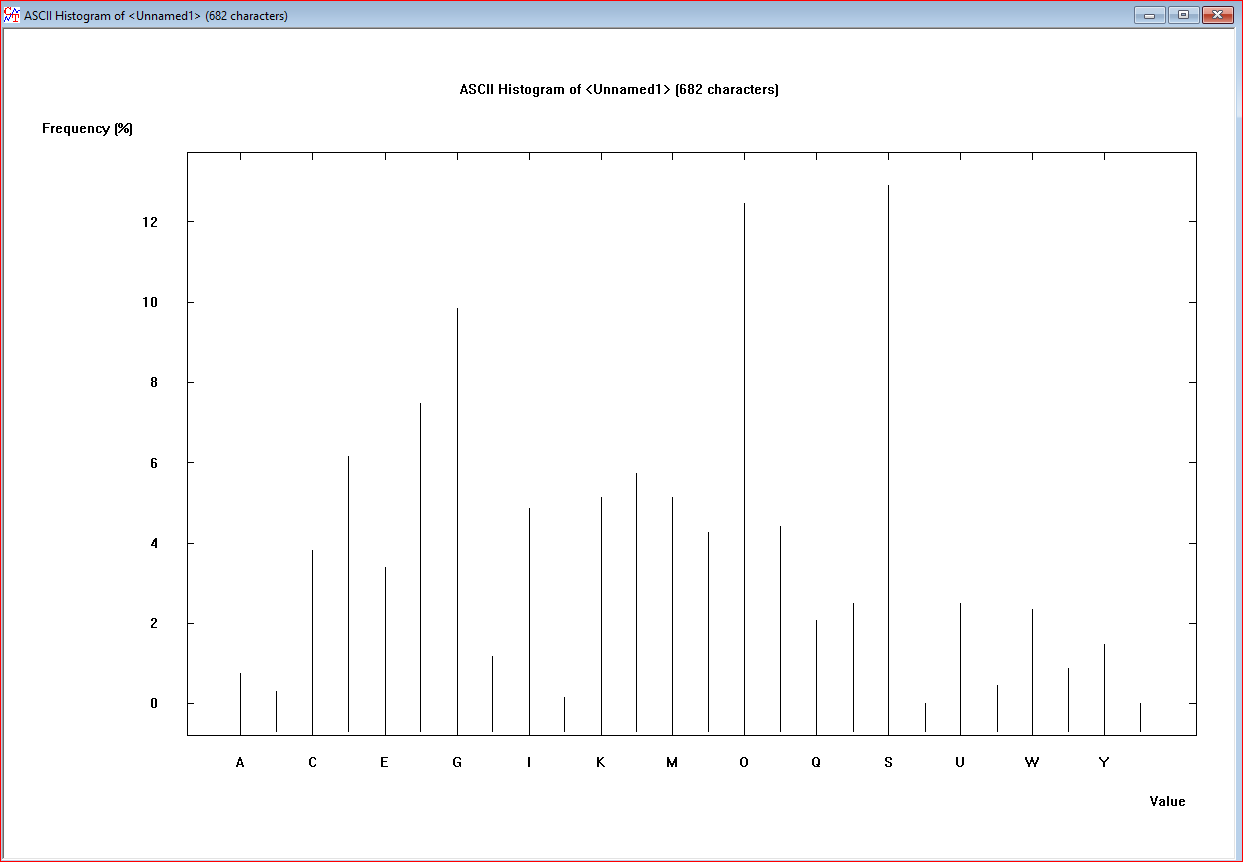 ASCII Histogram of <Unnamed1> (682 characters)
ASCII Histogram of <Unnamed1> (682 characters)
Frequency (%)
12
10
8
6
4
2
0
A C E G I K M O Q S U W Y
Value